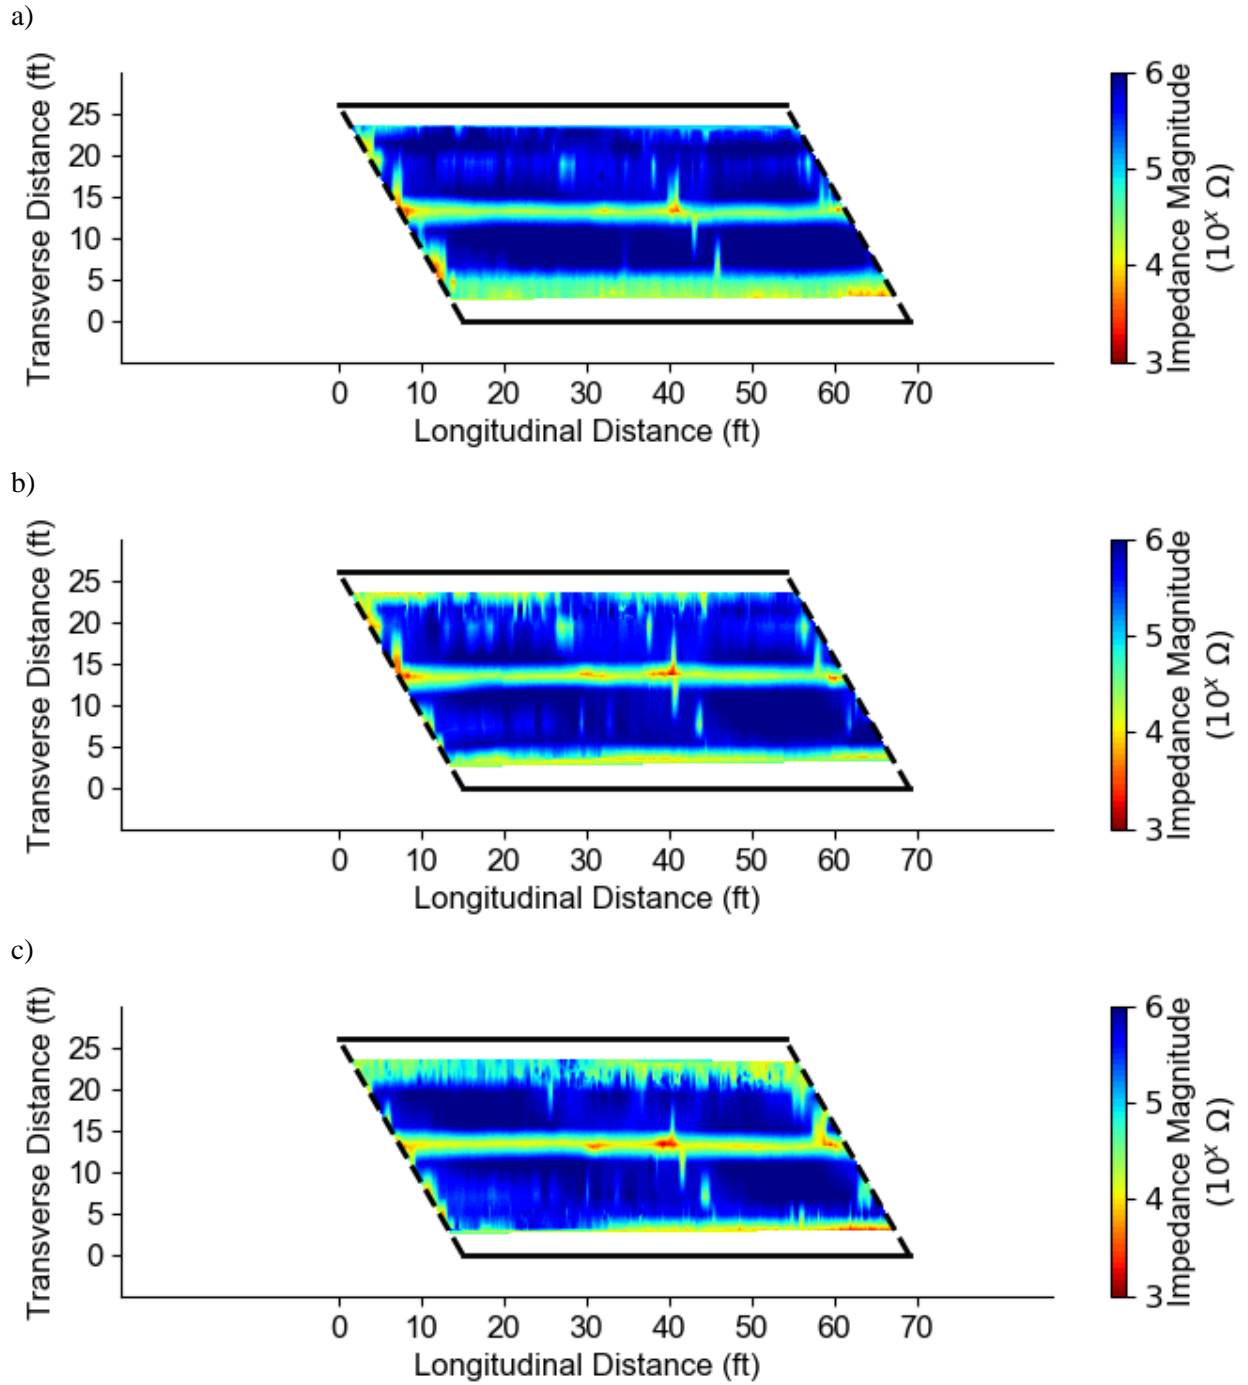 a)
Transverse Distance (ft)
25
20
15
10
5
0
0 10 20 30 40 50 60 70
Longitudinal Distance (ft)
6
5
4
3
Impedance Magnitude
(10ˣ Ω)
b)
Transverse Distance (ft)
25
20
15
10
5
0
0 10 20 30 40 50 60 70
Longitudinal Distance (ft)
6
5
4
3
Impedance Magnitude
(10ˣ Ω)
c)
Transverse Distance (ft)
25
20
15
10
5
0
0 10 20 30 40 50 60 70
Longitudinal Distance (ft)
6
5
4
3
Impedance Magnitude
(10ˣ Ω)